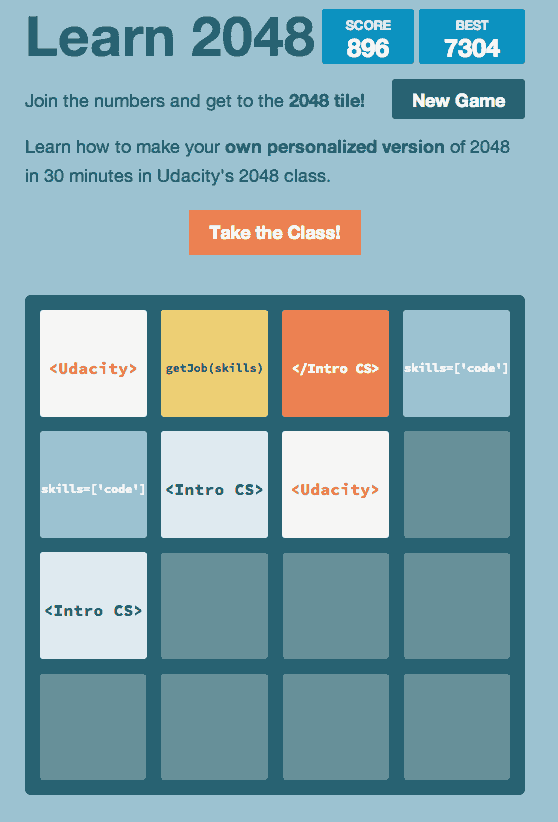 Learn 2048
SCORE
896
BEST
7304
Join the numbers and get to the 2048 tile!
New Game
Learn how to make your own personalized version of 2048
in 30 minutes in Udacity's 2048 class.
Take the Class!
<Udacity>
getJob(skills)
</Intro CS>
skills=['code']
skills=['code']
<Intro CS>
<Udacity>
<Intro CS>